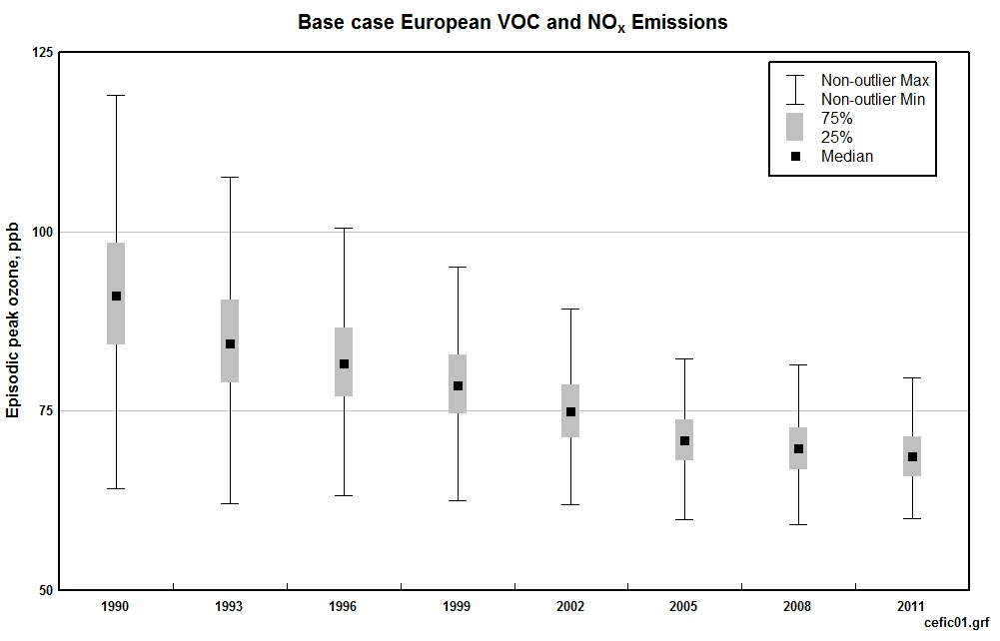 Base case European VOC and NOx Emissions
125
Non-outlier Max
Non-outlier Min
75%
25%
Median
100
Episodic peak ozone, ppb
75
50
1990 1993 1996 1999 2002 2005 2008 2011
cefic01.grf